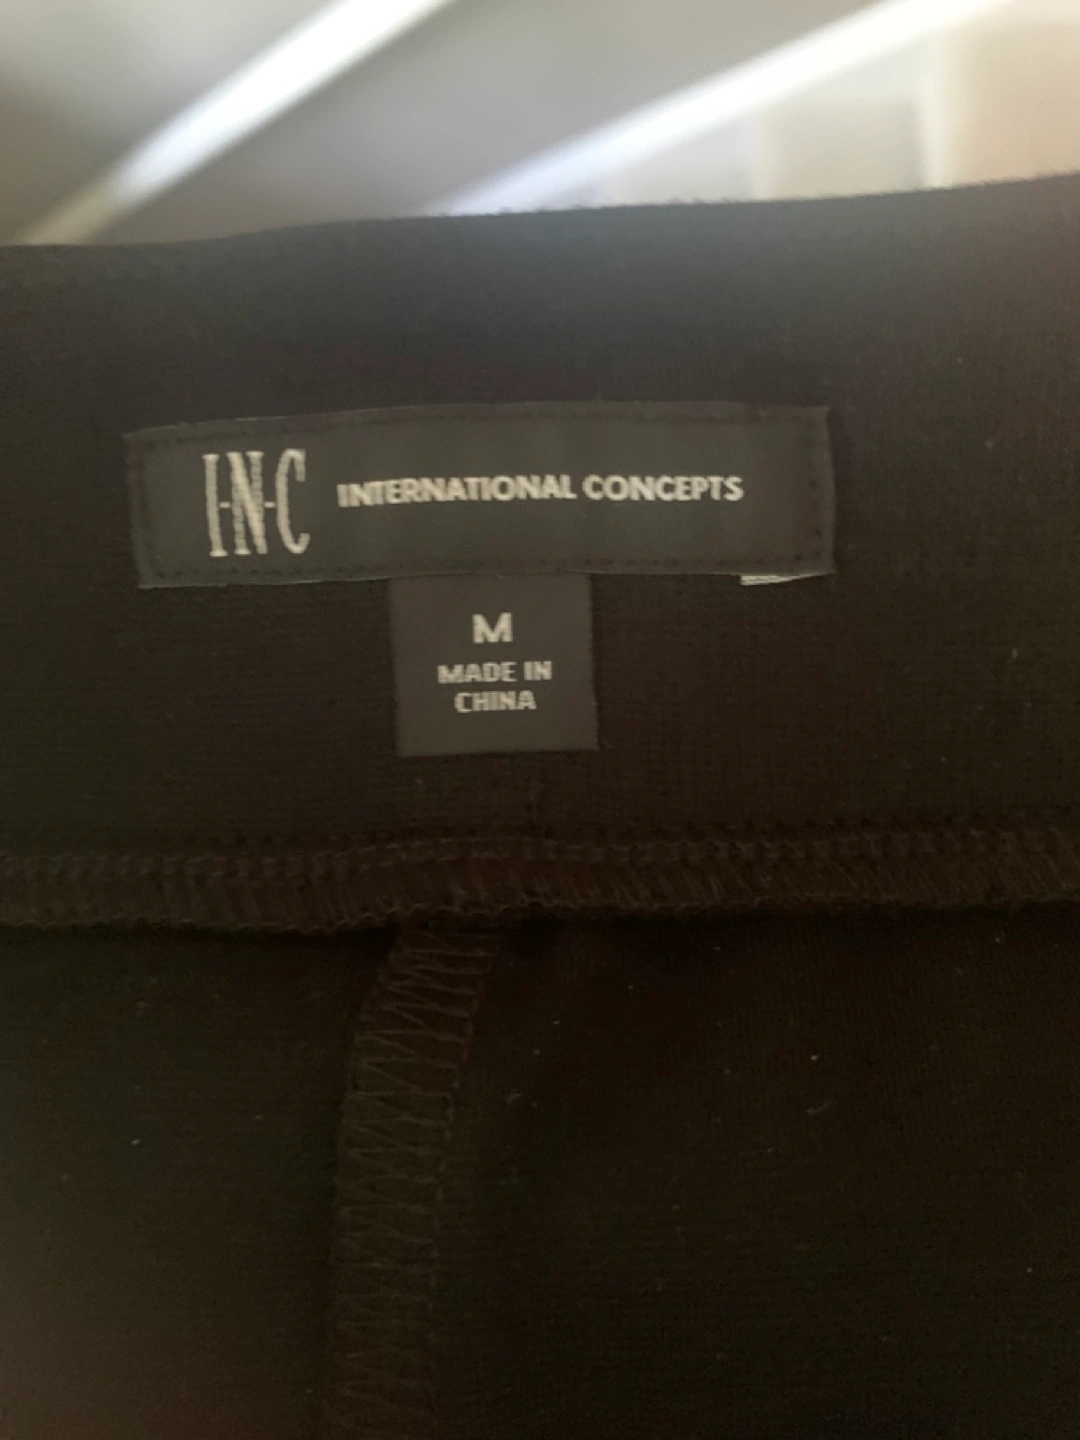 I-N-C INTERNATIONAL CONCEPTS
M
MADE IN
CHINA